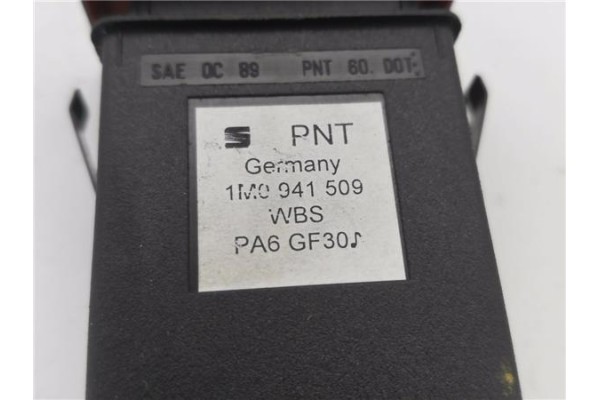 SAE OC 89 PNT 60. DOT.
PNT
Germany
1M0 941 509
WBS
PA6 GF30